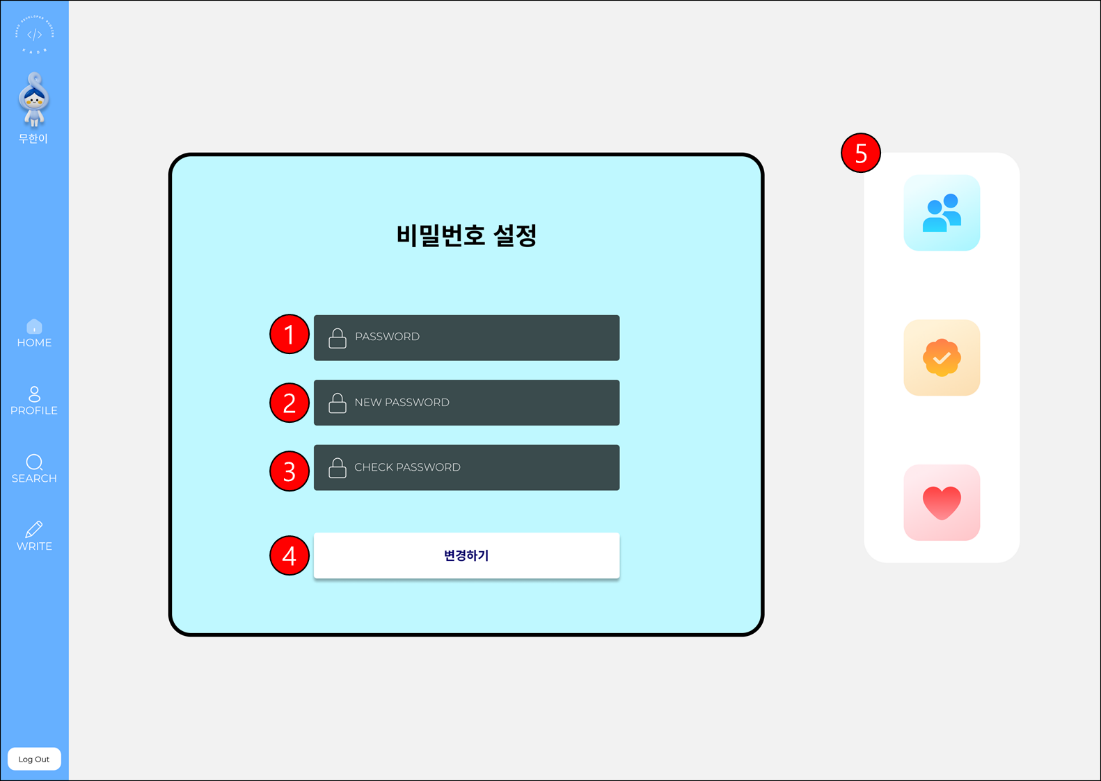 </>
무한이
HOME
PROFILE
SEARCH
WRITE
Log Out
비밀번호 설정
1
PASSWORD
2
NEW PASSWORD
3
CHECK PASSWORD
4
변경하기
5